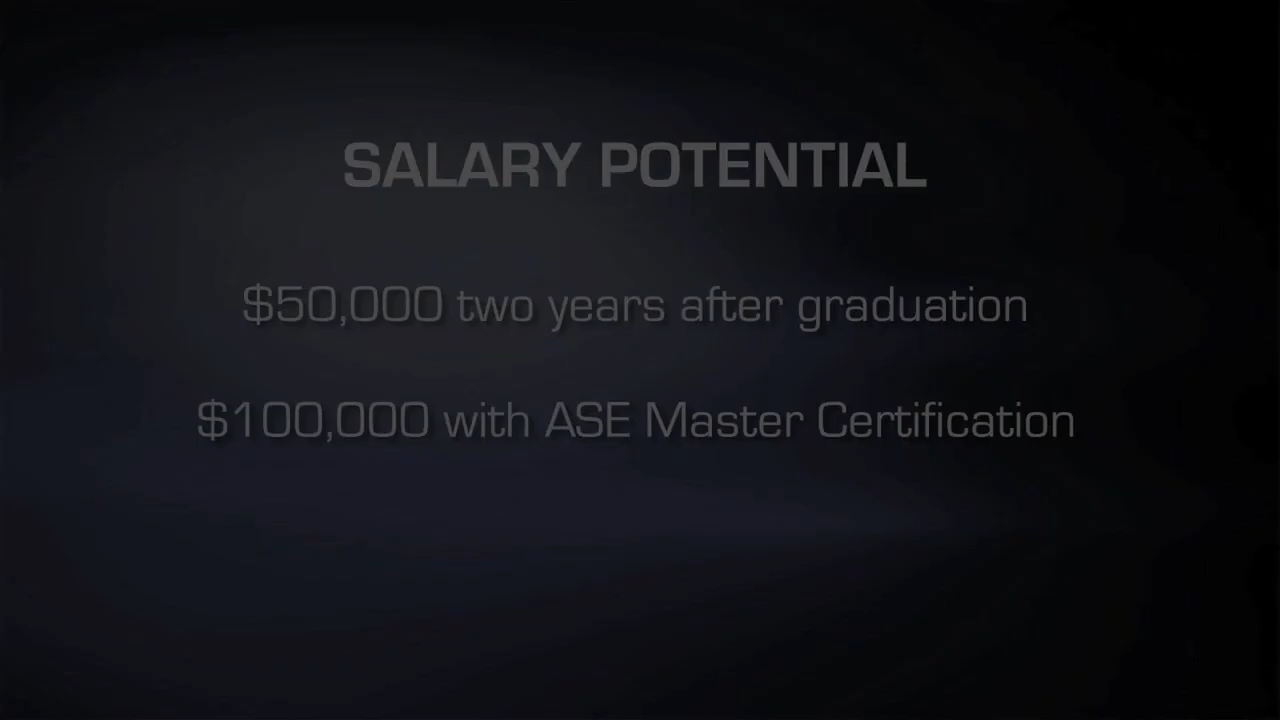 SALARY POTENTIAL
$50,000 two years after graduation
$100,000 with ASE Master Certification